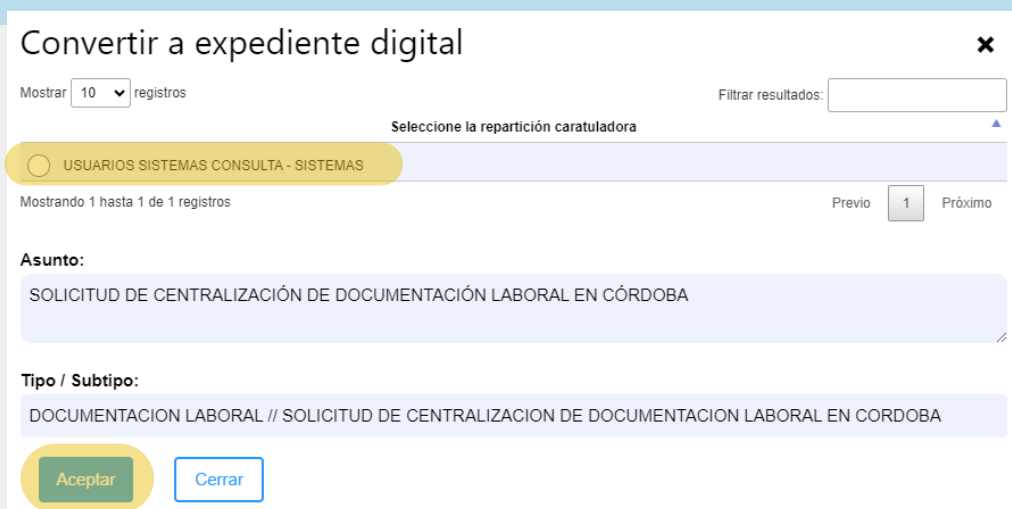 Convertir a expediente digital
Mostrar 10 registros
Filtrar resultados:
Seleccione la repartición caratuladora
USUARIOS SISTEMAS CONSULTA - SISTEMAS
Mostrando 1 hasta 1 de 1 registros
Previo 1 Próximo
Asunto:
SOLICITUD DE CENTRALIZACIÓN DE DOCUMENTACIÓN LABORAL EN CÓRDOBA
Tipo / Subtipo:
DOCUMENTACION LABORAL // SOLICITUD DE CENTRALIZACION DE DOCUMENTACION LABORAL EN CORDOBA
Aceptar Cerrar